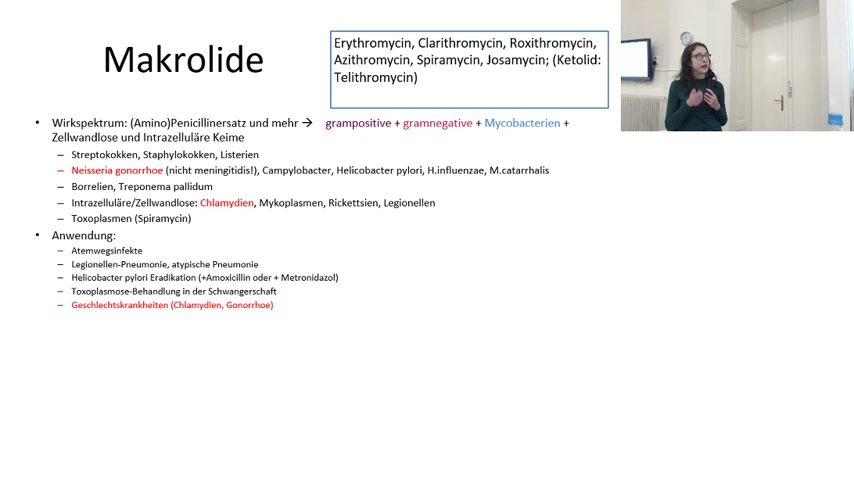 Makrolide
Erythromycin, Clarithromycin, Roxithromycin,
Azithromycin, Spiramycin, Josamycin; (Ketolid:
Telithromycin)
• Wirkspektrum: (Amino)Penicillinersatz und mehr → grampositive + gramnegative + Mycobacterien +
Zellwandlose und Intrazelluläre Keime
– Streptokokken, Staphylokokken, Listerien
– Neisseria gonorrhoe (nicht meningitidis!), Campylobacter, Helicobacter pylori, H.influenzae, M.catarrhalis
– Borrelien, Treponema pallidum
– Intrazelluläre/Zellwandlose: Chlamydien, Mykoplasmen, Rickettsien, Legionellen
– Toxoplasmen (Spiramycin)
• Anwendung:
– Atemwegsinfekte
– Legionellen-Pneumonie, atypische Pneumonie
– Helicobacter pylori Eradikation (+Amoxicillin oder + Metronidazol)
– Toxoplasmose-Behandlung in der Schwangerschaft
– Geschlechtskrankheiten (Chlamydien, Gonorrhoe)